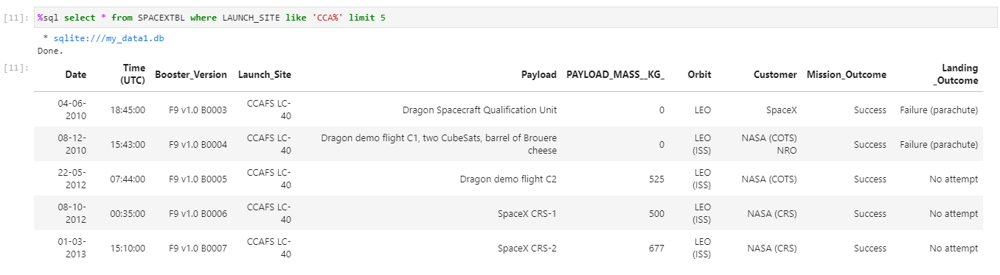 [11]: %sql select * from SPACEXTBL where LAUNCH_SITE like 'CCA%' limit 5
* sqlite:///my_data1.db
Done.
[11]:
Date Time (UTC) Booster_Version Launch_Site Payload PAYLOAD_MASS__KG_ Orbit Customer Mission_Outcome Landing _Outcome
04-06-2010 18:45:00 F9 v1.0 B0003 CCAFS LC-40 Dragon Spacecraft Qualification Unit 0 LEO SpaceX Success Failure (parachute)
08-12-2010 15:43:00 F9 v1.0 B0004 CCAFS LC-40 Dragon demo flight C1, two CubeSats, barrel of Brouere cheese 0 LEO (ISS) NASA (COTS) NRO Success Failure (parachute)
22-05-2012 07:44:00 F9 v1.0 B0005 CCAFS LC-40 Dragon demo flight C2 525 LEO (ISS) NASA (COTS) Success No attempt
08-10-2012 00:35:00 F9 v1.0 B0006 CCAFS LC-40 SpaceX CRS-1 500 LEO (ISS) NASA (CRS) Success No attempt
01-03-2013 15:10:00 F9 v1.0 B0007 CCAFS LC-40 SpaceX CRS-2 677 LEO (ISS) NASA (CRS) Success No attempt